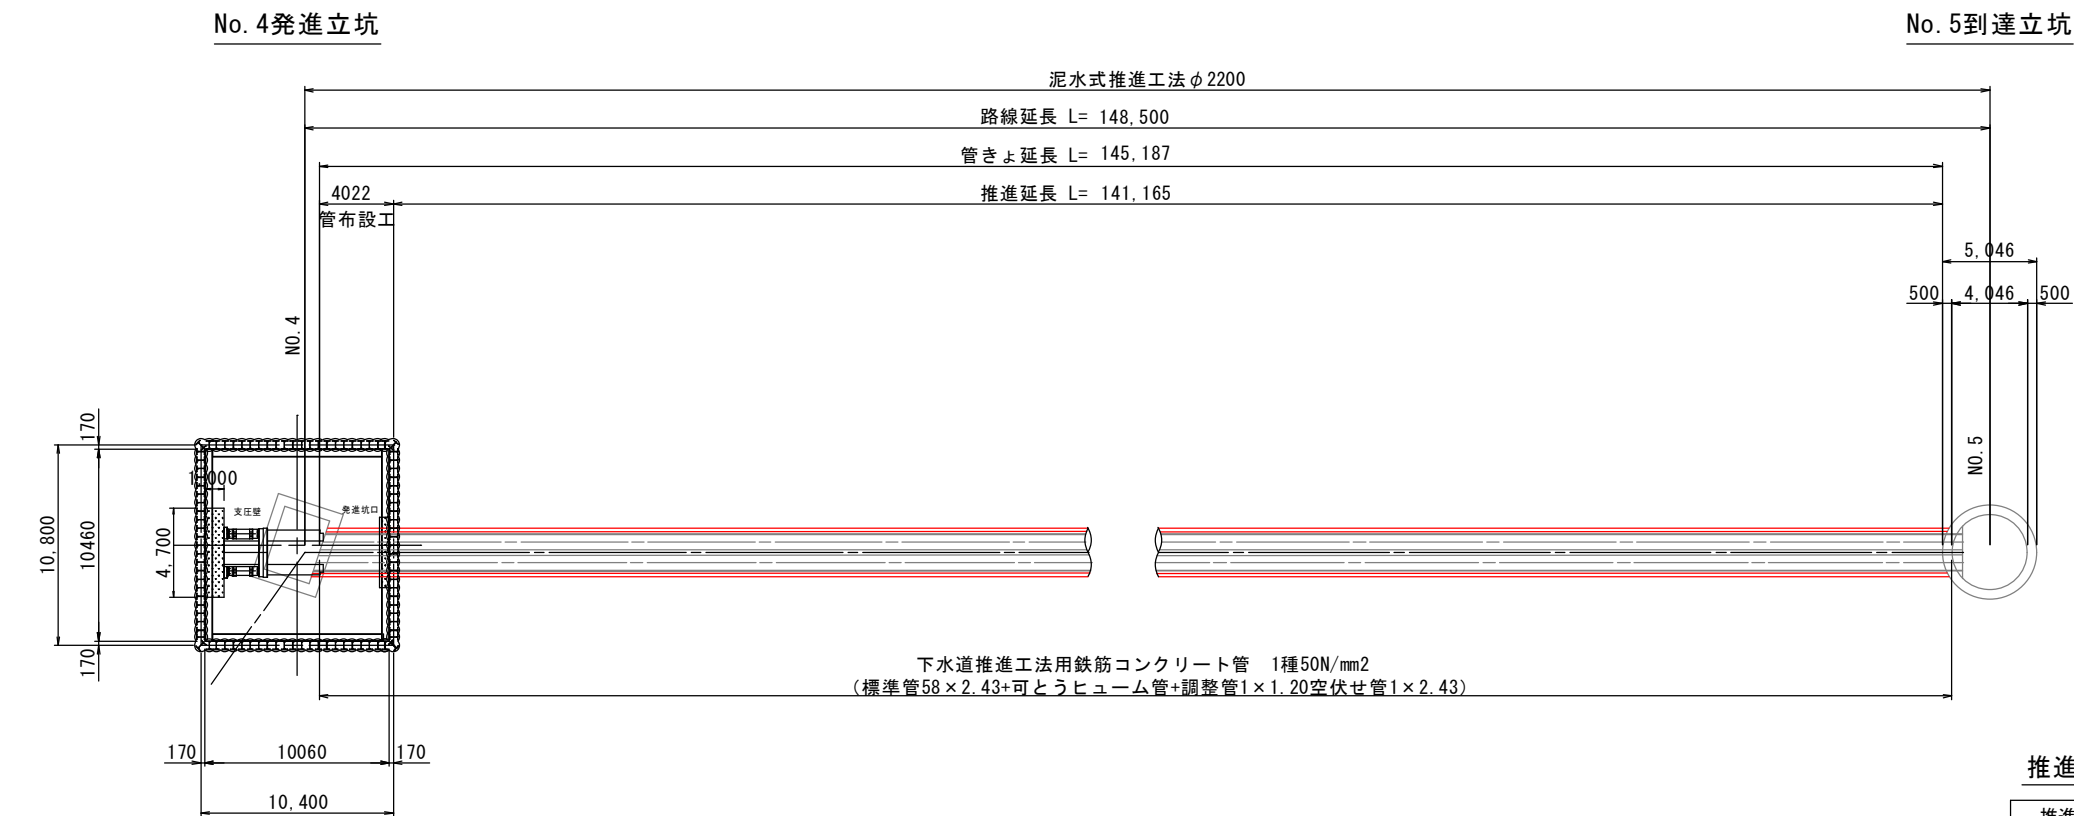 No.4発進立坑
No.5到達立坑
泥水式推進工法φ2200
路線延長 L= 148,500
管きょ延長 L= 145,187
4022
推進延長 L= 141,165
管布設工
5,046
500
4,046
500
NO.4
NO.5
170
10,800
10460
170
4,700
支圧壁
発進坑口
下水道推進工法用鉄筋コンクリート管　1種50N/mm2
（標準管58×2.43+可とうヒューム管+調整管1×1.20空伏せ管1×2.43）
170
10060
170
10,400
推進